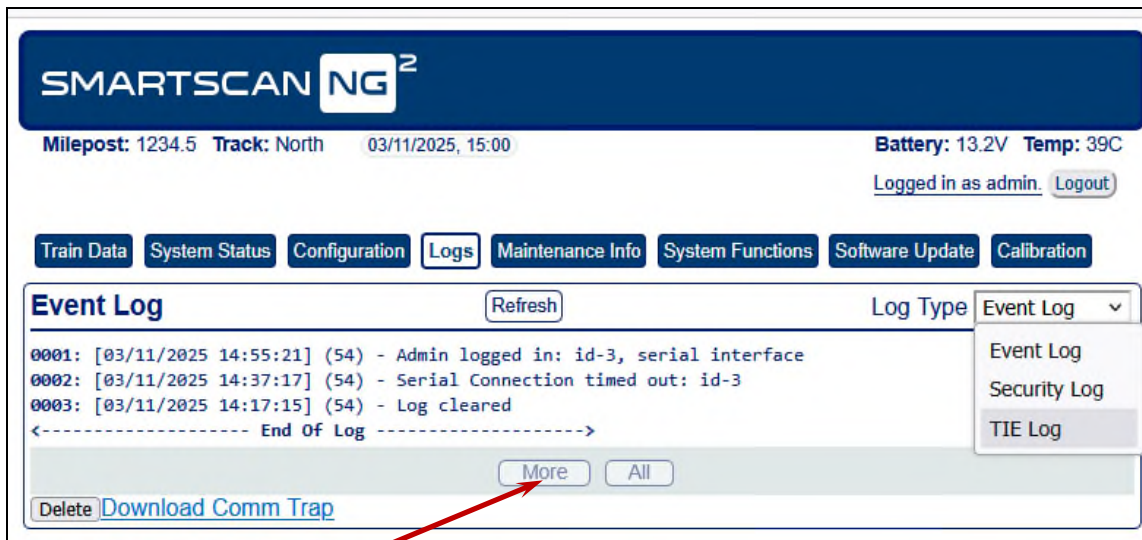 SMARTSCAN NG2
Milepost: 1234.5 Track: North 03/11/2025, 15:00 Battery: 13.2V Temp: 39C
Logged in as admin. Logout
Train Data System Status Configuration Logs Maintenance Info System Functions Software Update Calibration
Event Log Refresh Log Type Event Log
0001: [03/11/2025 14:55:21] (54) - Admin logged in: id-3, serial interface
0002: [03/11/2025 14:37:17] (54) - Serial Connection timed out: id-3
0003: [03/11/2025 14:17:15] (54) - Log cleared
<-------------------- End Of Log -------------------->
Event Log
Security Log
TIE Log
More All
Delete Download Comm Trap